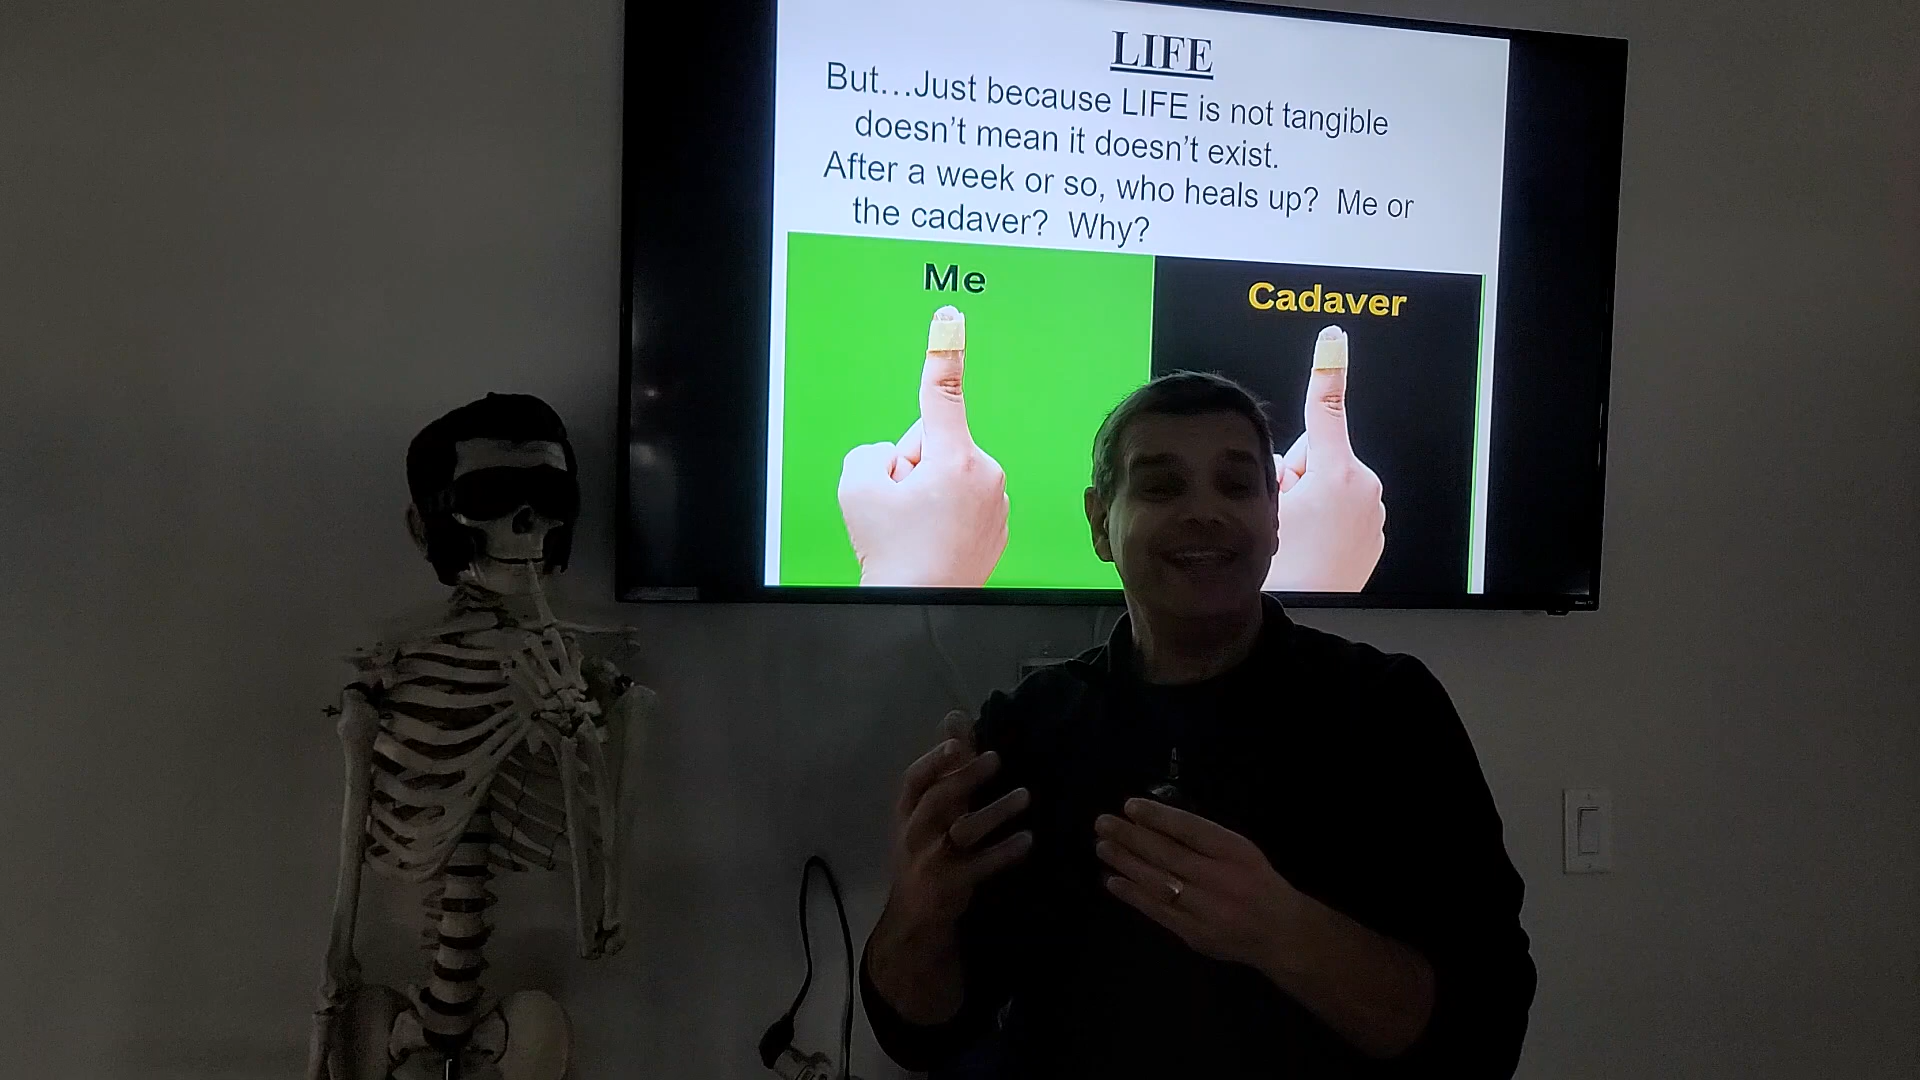 LIFE
But...Just because LIFE is not tangible
doesn't mean it doesn't exist.
After a week or so, who heals up?  Me or
the cadaver?  Why?
Me
Cadaver